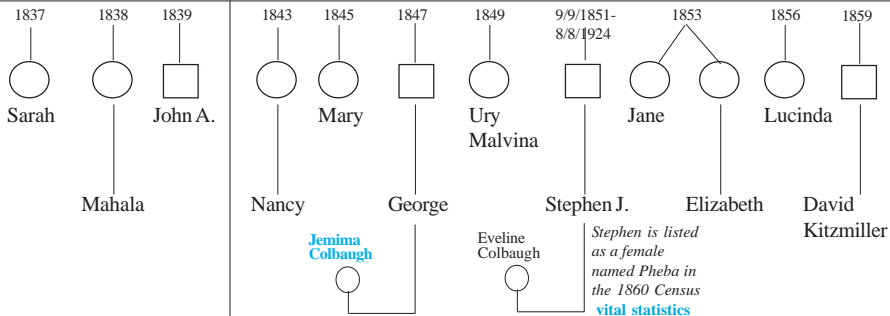 1837 1838 1839 1843 1845 1847 1849 9/9/1851- 1853 1856 1859
8/8/1924
Sarah John A. Mary Ury Jane Lucinda
Malvina
Mahala Nancy George Stephen J. Elizabeth David
Kitzmiller
Jemima
Colbaugh
Eveline
Colbaugh
Stephen is listed
as a female
named Pheba in
the 1860 Census
vital statistics